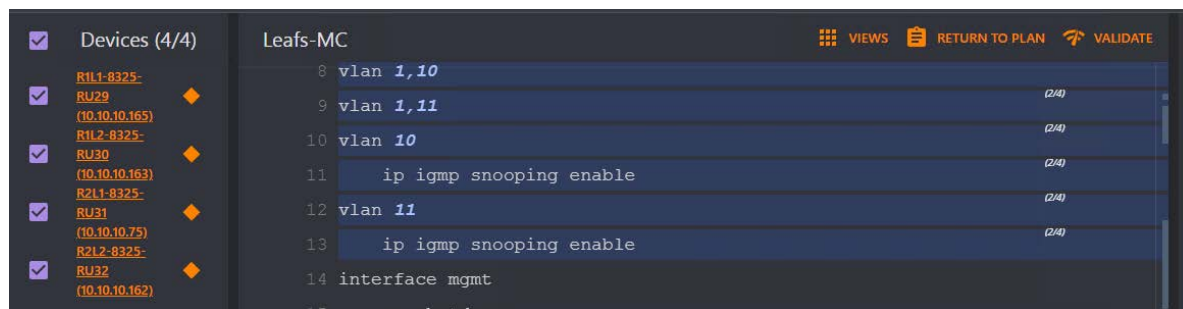 Devices (4/4)
Leafs-MC
VIEWS
RETURN TO PLAN
VALIDATE
R1L1-8325-
RU29
(10.10.10.165)
R1L2-8325-
RU30
(10.10.10.163)
R2L1-8325-
RU31
(10.10.10.75)
R2L2-8325-
RU32
(10.10.10.162)
8 vlan 1,10
(2/4)
9 vlan 1,11
(2/4)
10 vlan 10
(2/4)
11 ip igmp snooping enable
(2/4)
12 vlan 11
(2/4)
13 ip igmp snooping enable
14 interface mgmt